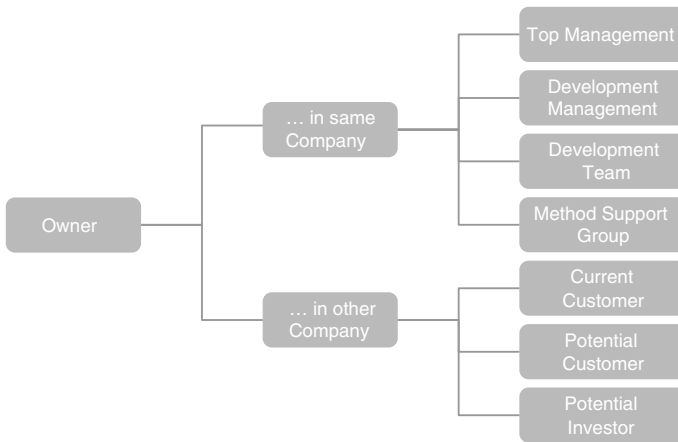 Owner
… in same
Company
Top Management
Development
Management
Development
Team
Method Support
Group
… in other
Company
Current
Customer
Potential
Customer
Potential
Investor